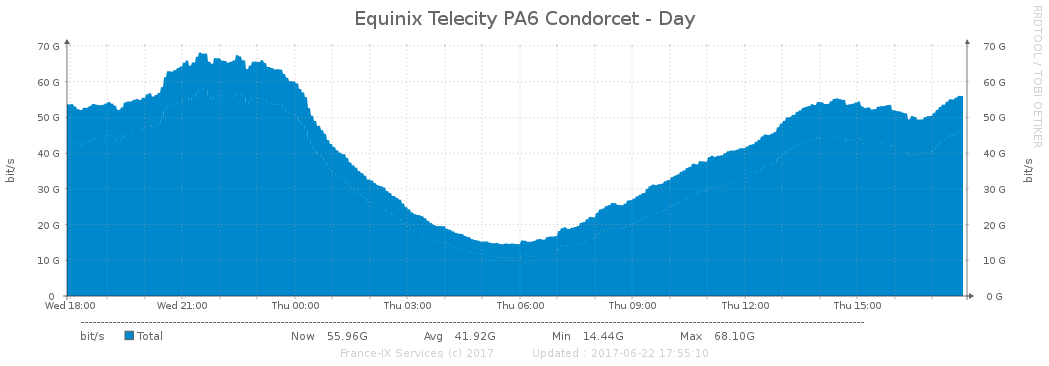 Equinix Telecity PA6 Condorcet - Day
RRDTOOL / TOBI OETIKER
bit/s
70 G 70 G
60 G 60 G
50 G 50 G
40 G 40 G
30 G 30 G
20 G 20 G
10 G 10 G
0 0 G
bit/s
Wed 18:00 Wed 21:00 Thu 00:00 Thu 03:00 Thu 06:00 Thu 09:00 Thu 12:00 Thu 15:00
bit/s Total Now 55.96G Avg 41.92G Min 14.44G Max 68.10G
France-IX Services (c) 2017 Updated : 2017-06-22 17:55:10